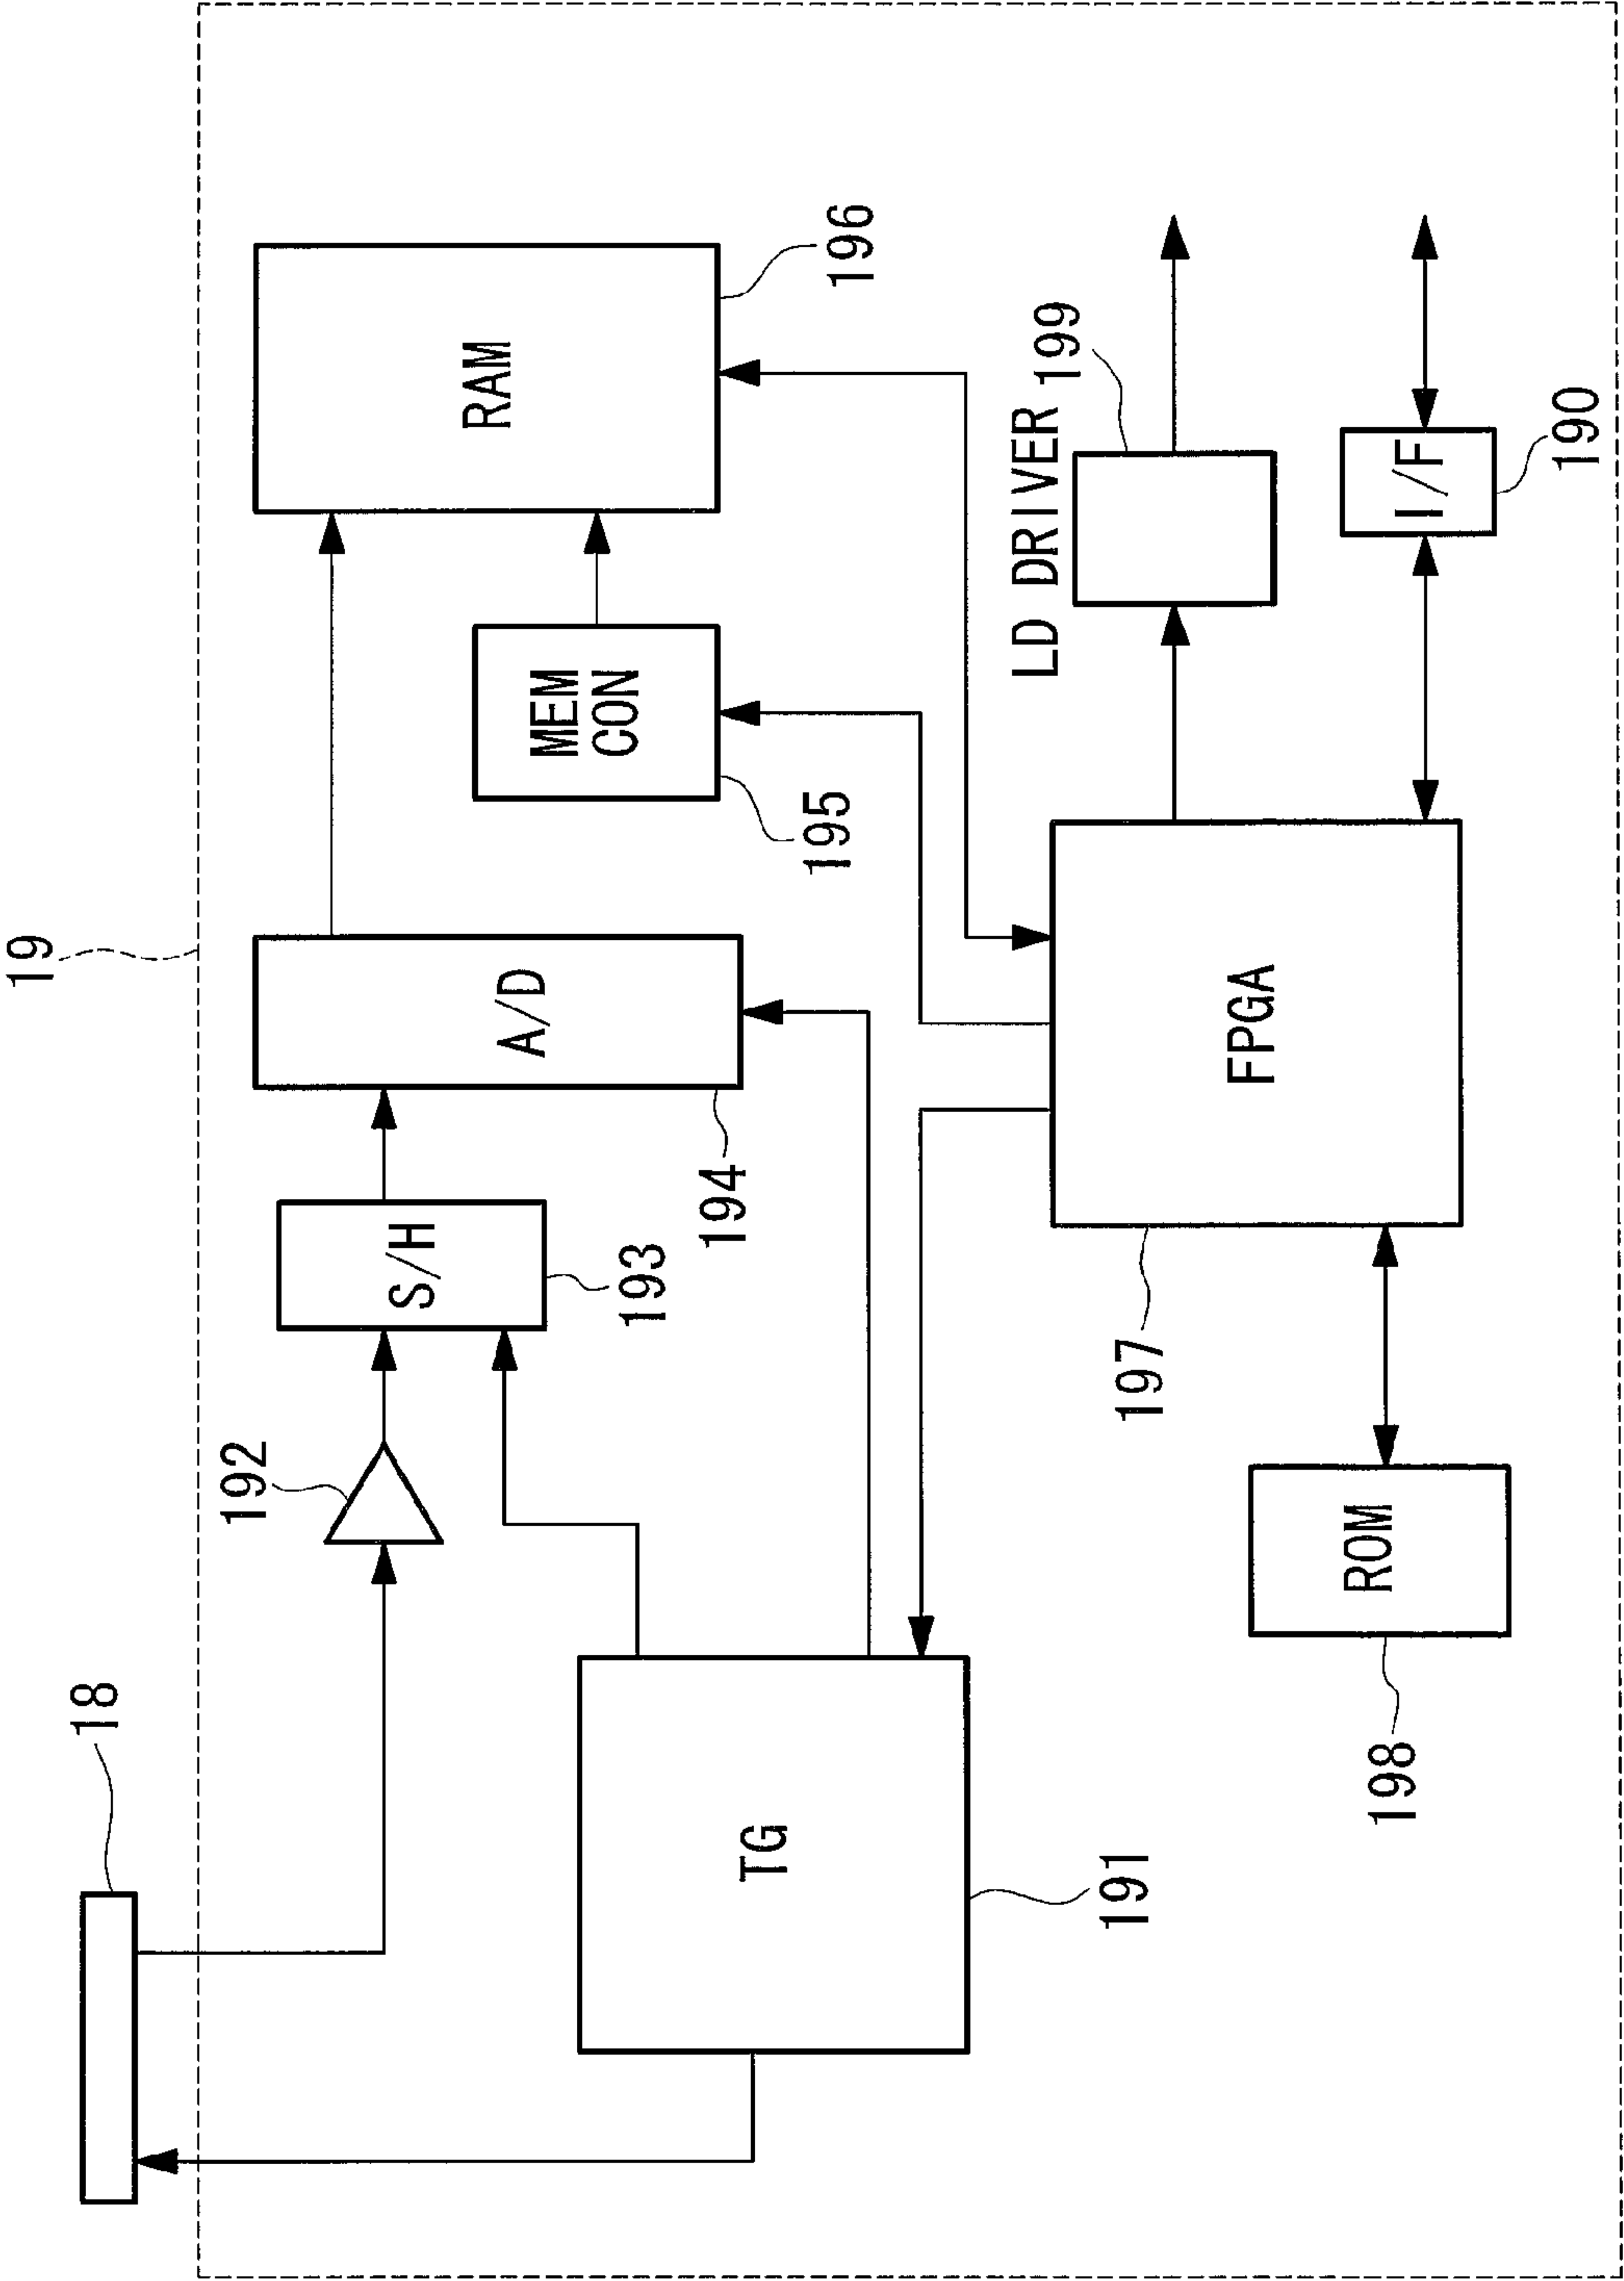 19
18
192
S/H
193
A/D
194
MEM
CON
195
RAM
196
TG
191
FPGA
197
ROM
198
LD DRIVER 199
I/F
190